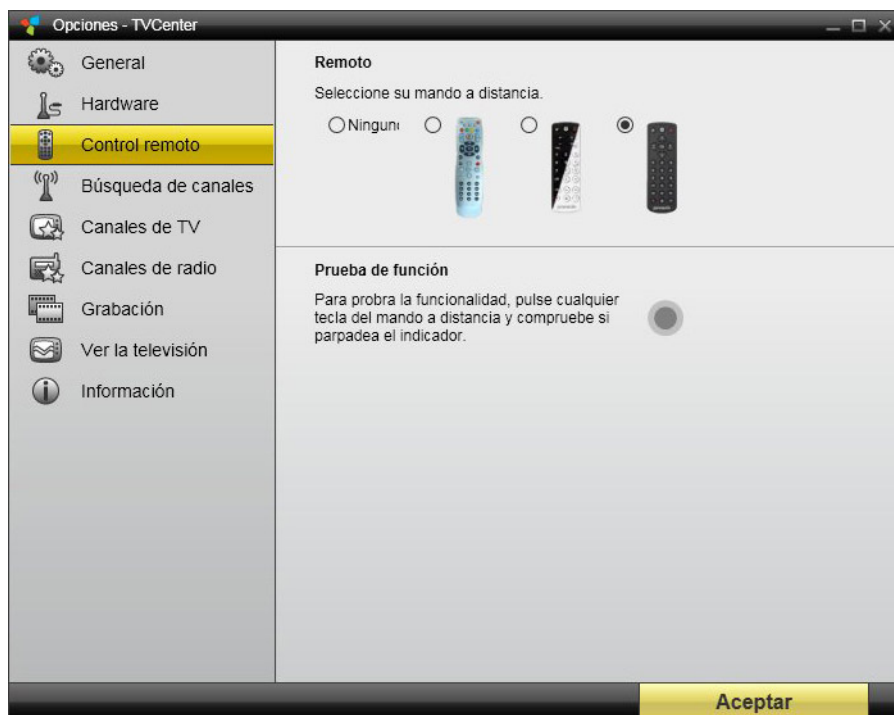 Opciones - TVCenter
General
Hardware
Control remoto
Búsqueda de canales
Canales de TV
Canales de radio
Grabación
Ver la televisión
Información
Remoto
Seleccione su mando a distancia.
Ningun
Prueba de función
Para probra la funcionalidad, pulse cualquier
tecla del mando a distancia y compruebe si
parpadea el indicador.
Aceptar